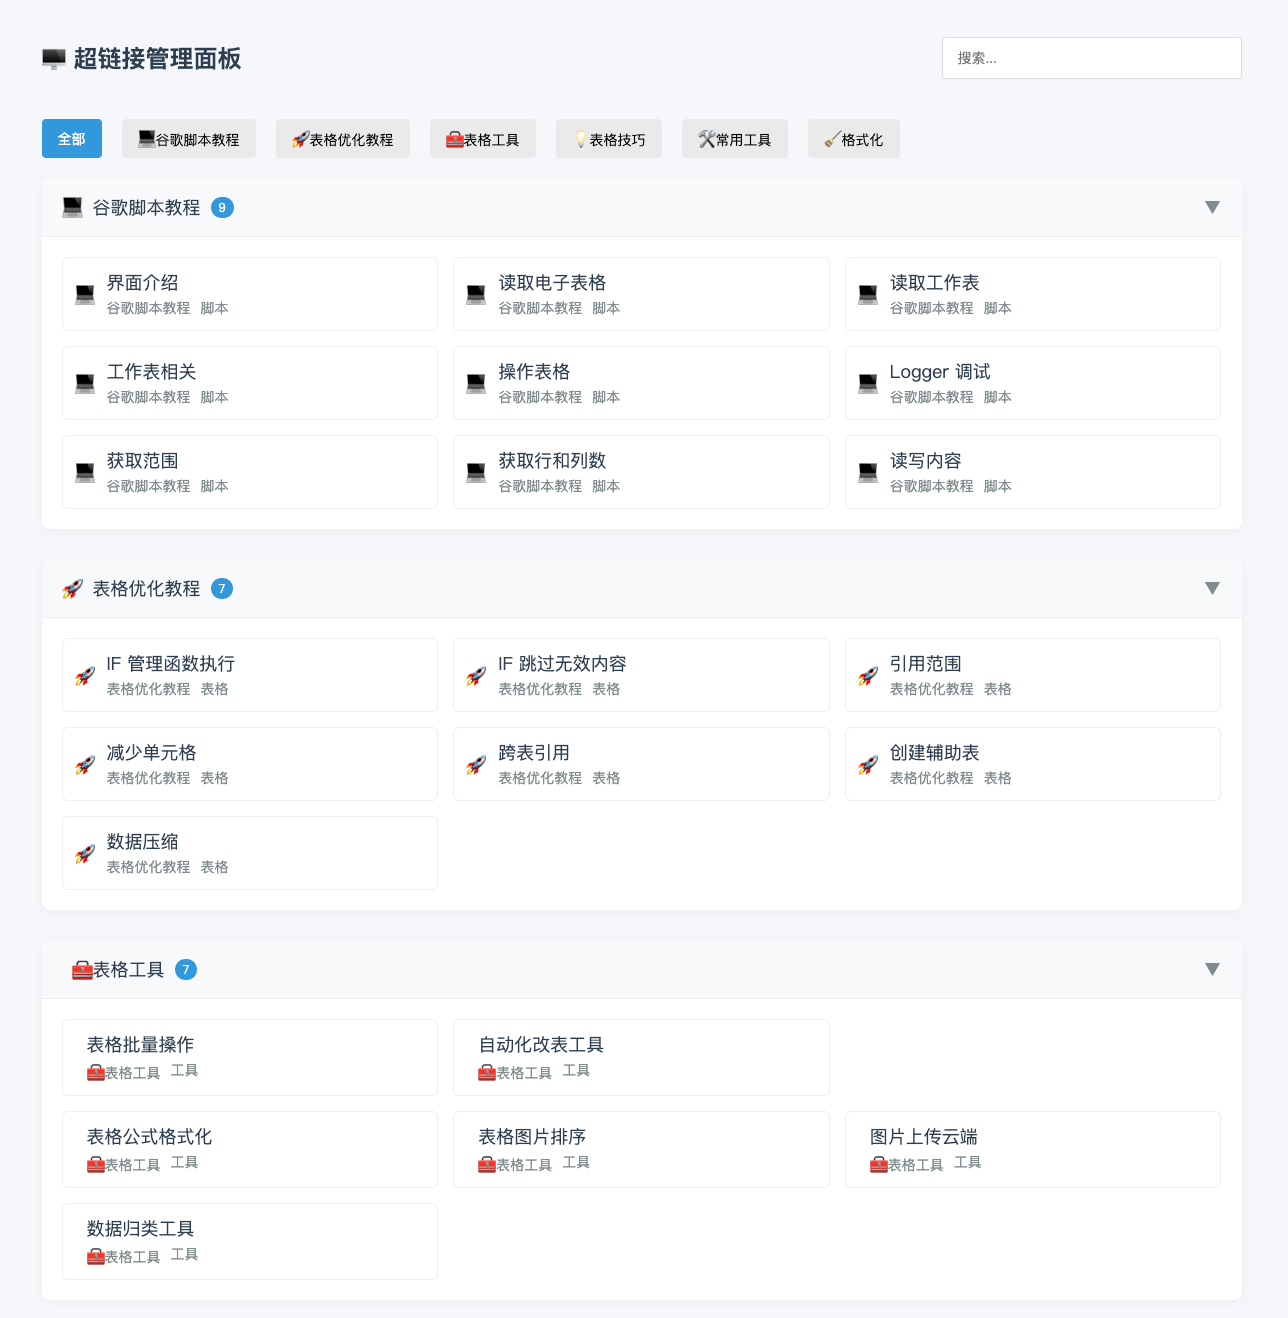 超链接管理面板
搜索...
全部 谷歌脚本教程 表格优化教程 表格工具 表格技巧 常用工具 格式化
谷歌脚本教程 9
界面介绍
谷歌脚本教程 脚本
读取电子表格
谷歌脚本教程 脚本
读取工作表
谷歌脚本教程 脚本
工作表相关
谷歌脚本教程 脚本
操作表格
谷歌脚本教程 脚本
Logger 调试
谷歌脚本教程 脚本
获取范围
谷歌脚本教程 脚本
获取行和列数
谷歌脚本教程 脚本
读写内容
谷歌脚本教程 脚本
表格优化教程 7
IF 管理函数执行
表格优化教程 表格
IF 跳过无效内容
表格优化教程 表格
引用范围
表格优化教程 表格
减少单元格
表格优化教程 表格
跨表引用
表格优化教程 表格
创建辅助表
表格优化教程 表格
数据压缩
表格优化教程 表格
表格工具 7
表格批量操作
表格工具 工具
自动化改表工具
表格工具 工具
表格公式格式化
表格工具 工具
表格图片排序
表格工具 工具
图片上传云端
表格工具 工具
数据归类工具
表格工具 工具